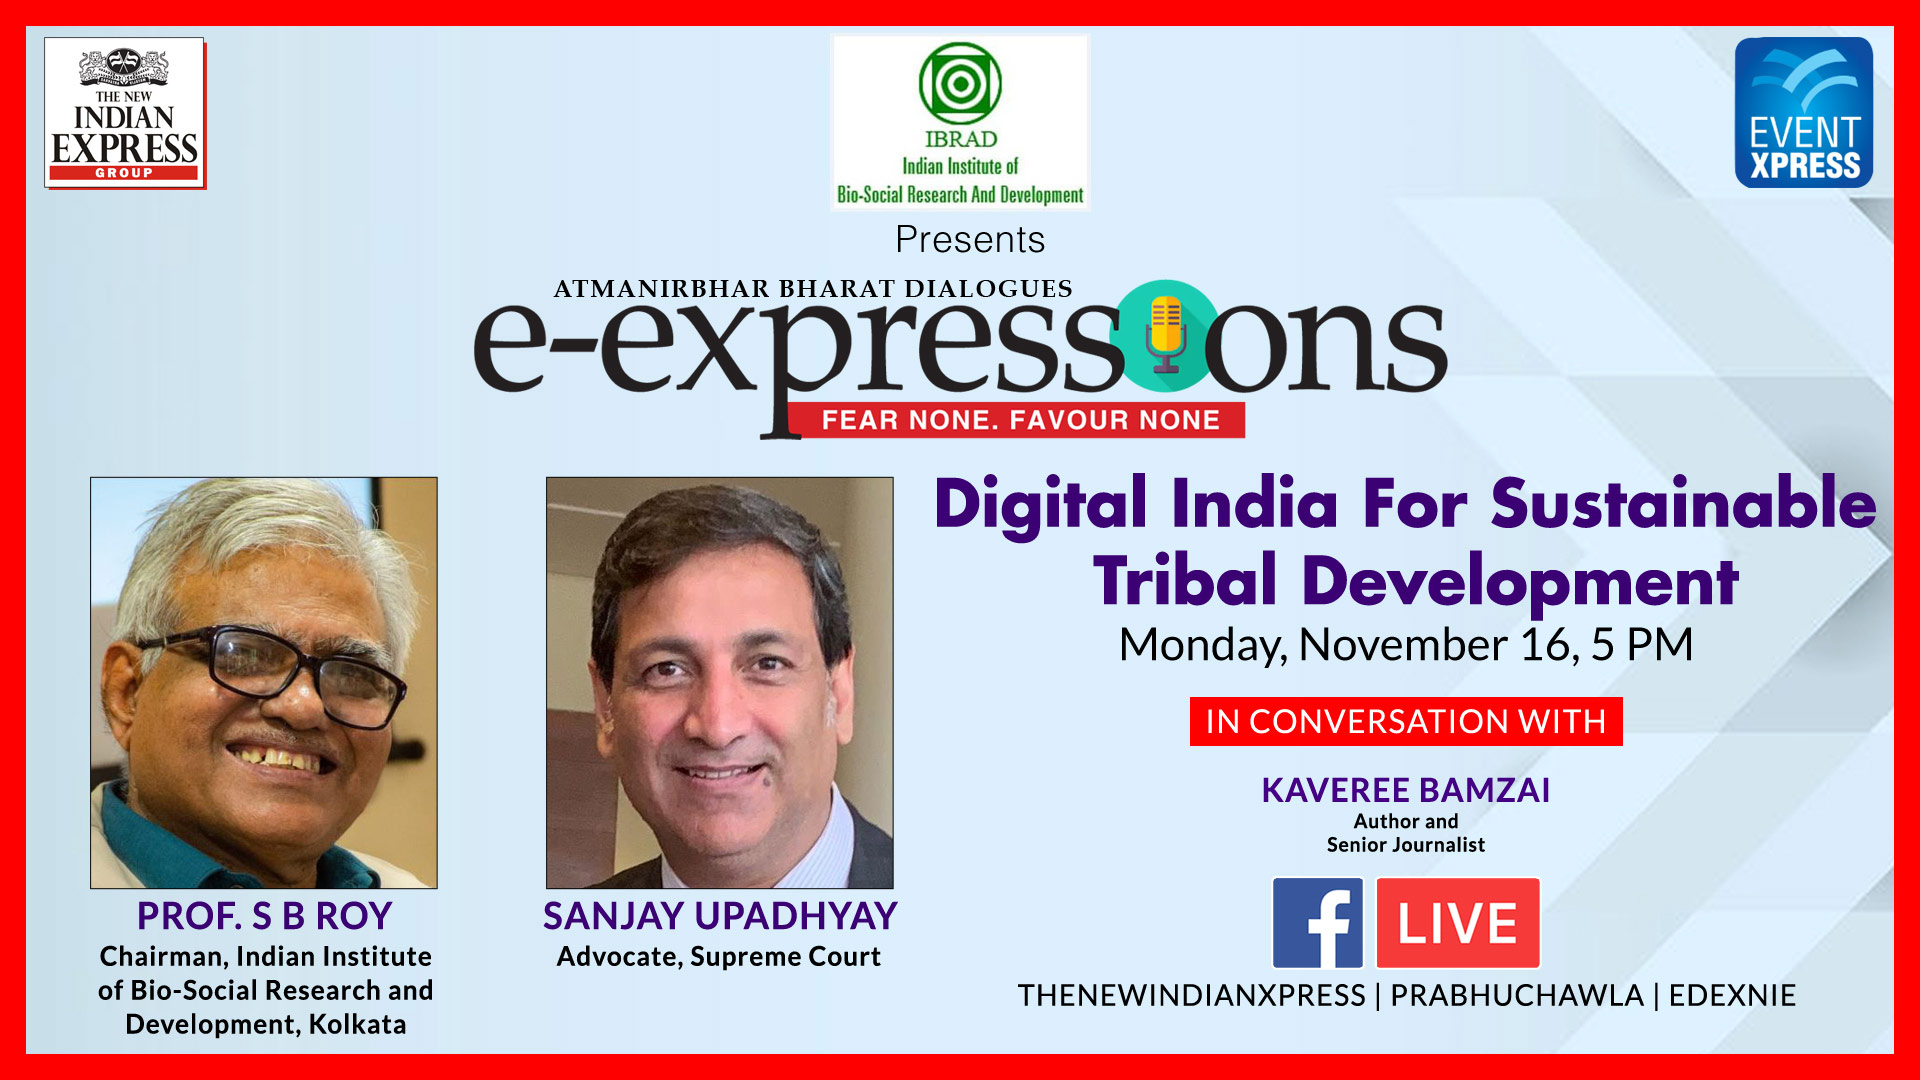 THE NEW
INDIAN
EXPRESS
GROUP
IBRAD
Indian Institute of
Bio-Social Research And Development
EVENT
XPRESS
Presents
ATMANIRBHAR BHARAT DIALOGUES
e-expressions
FEAR NONE. FAVOUR NONE
Digital India For Sustainable
Tribal Development
Monday, November 16, 5 PM
IN CONVERSATION WITH
KAVEREE BAMZAI
Author and
Senior Journalist
f LIVE
THENEWINDIANXPRESS | PRABHUCHAWLA | EDEXNIE
PROF. S B ROY
Chairman, Indian Institute
of Bio-Social Research and
Development, Kolkata
SANJAY UPADHYAY
Advocate, Supreme Court